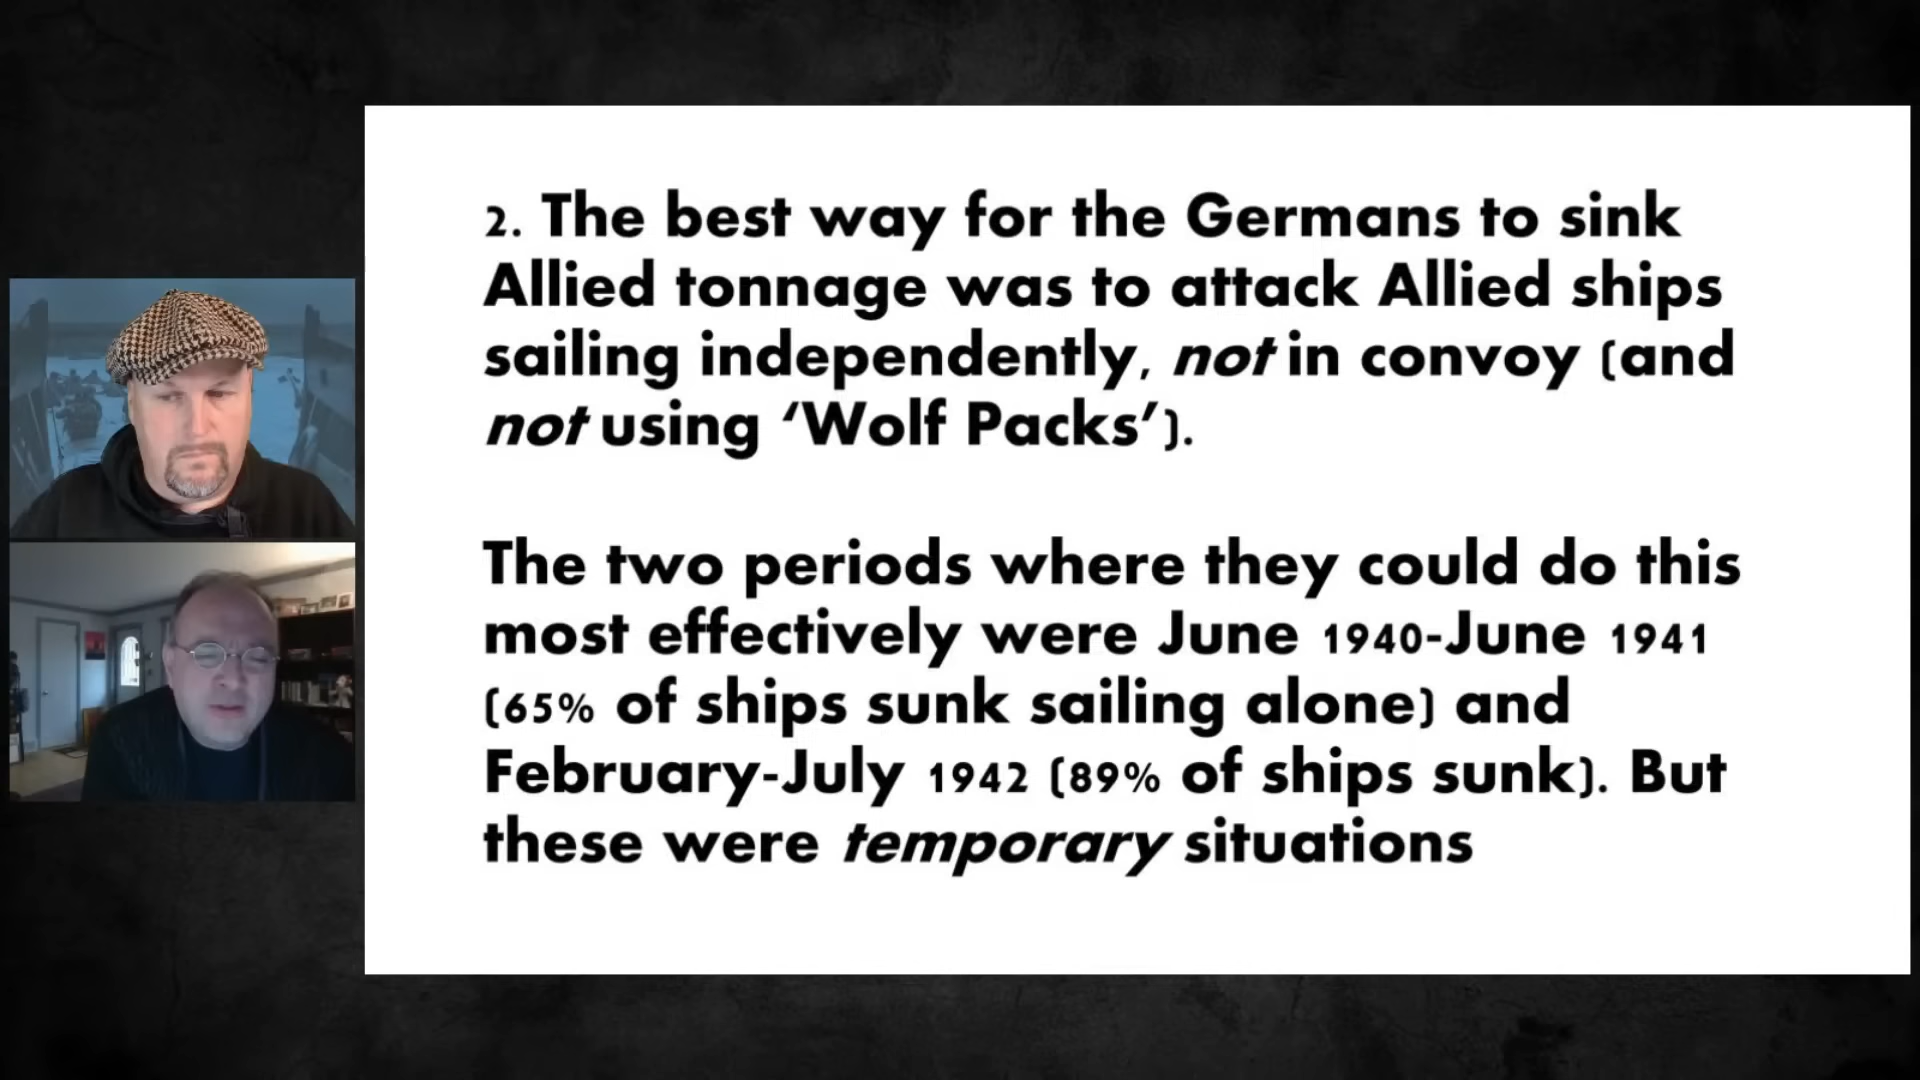 2. The best way for the Germans to sink
Allied tonnage was to attack Allied ships
sailing independently, not in convoy (and
not using ‘Wolf Packs’).
The two periods where they could do this
most effectively were June 1940-June 1941
(65% of ships sunk sailing alone) and
February-July 1942 (89% of ships sunk). But
these were temporary situations